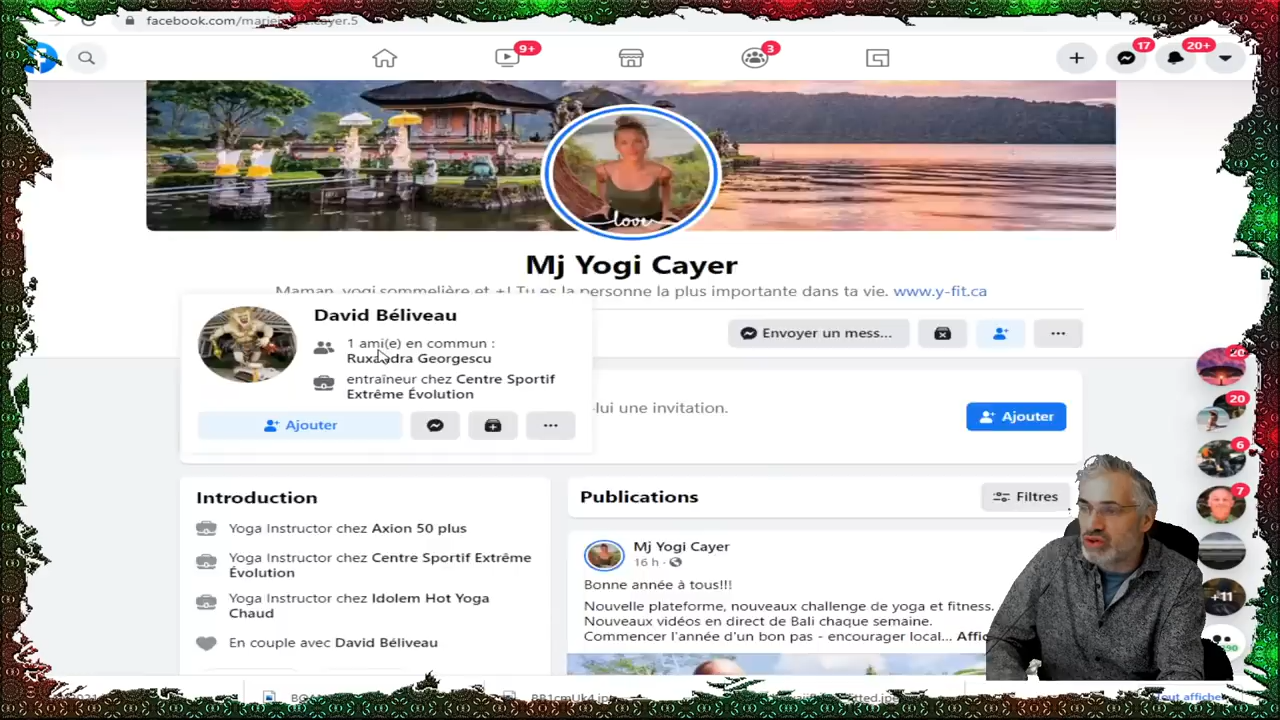 facebook.com/
9+
3
17
20+
love
Mj Yogi Cayer
Maman, yogi sommelière et +! Tu es la personne la plus importante dans ta vie. www.y-fit.ca
David Béliveau
1 ami(e) en commun :
Ruxandra Georgescu
entraîneur chez Centre Sportif
Extrême Évolution
Ajouter
Envoyer un mess...
-lui une invitation.
Ajouter
Introduction
Yoga Instructor chez Axion 50 plus
Yoga Instructor chez Centre Sportif Extrême
Évolution
Yoga Instructor chez Idolem Hot Yoga
Chaud
En couple avec David Béliveau
Publications
Filtres
Mj Yogi Cayer
16 h
Bonne année à tous!!!
Nouvelle plateforme, nouveaux challenge de yoga et fitness.
Nouveaux vidéos en direct de Bali chaque semaine.
Commencer l'année d'un bon pas - encourager local... Affi
20
20
6
7
+11